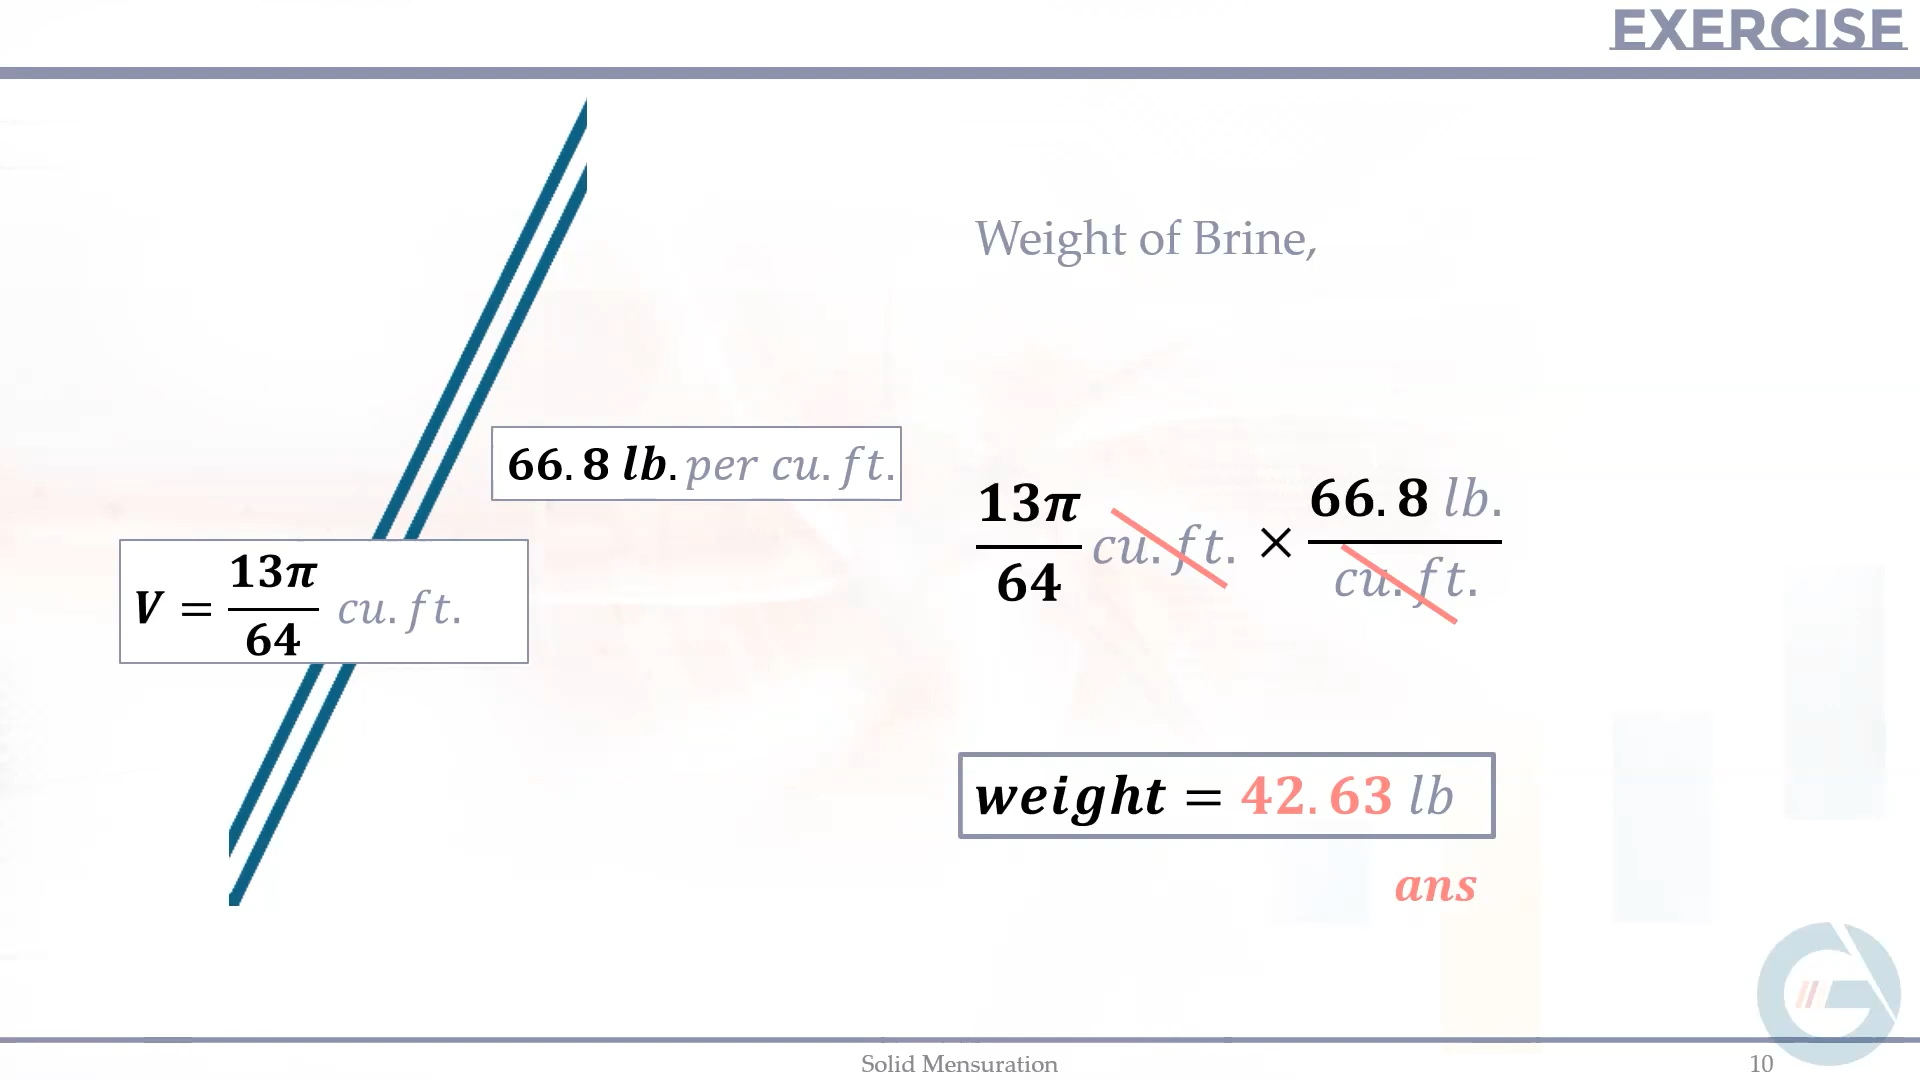 EXERCISE
Weight of Brine,
66.8 lb. per cu. ft.
V = 13π/64 cu. ft.
13π/64 cu. ft. × 66.8 lb./cu. ft.
weight = 42.63 lb
ans
Solid Mensuration
10